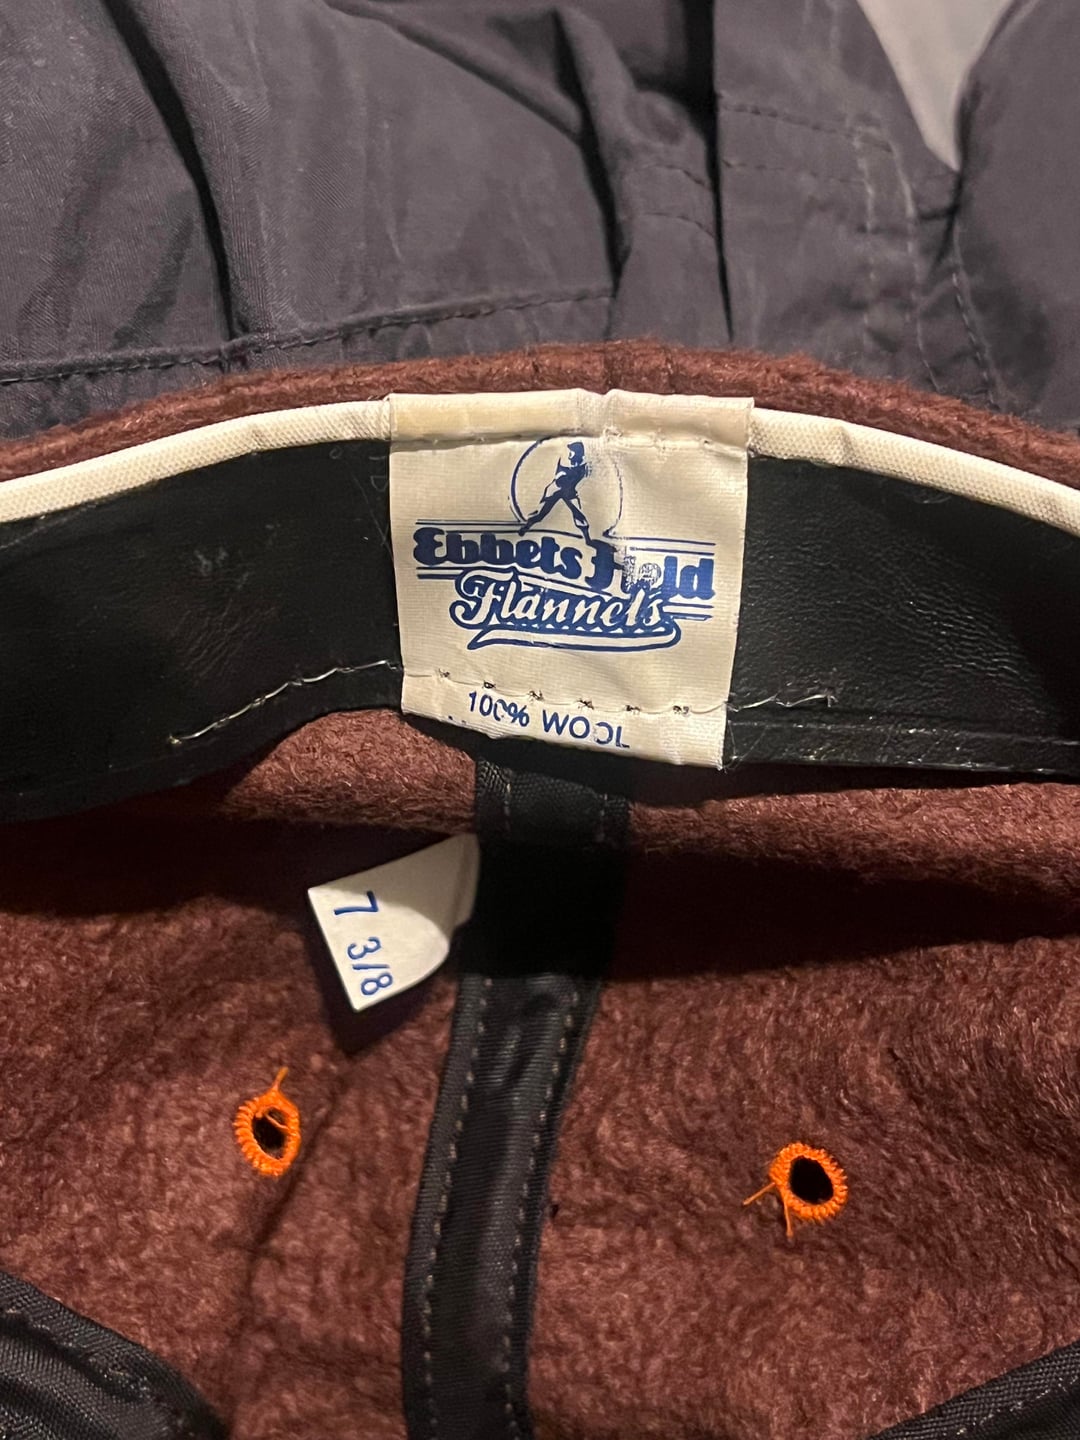 Ebbets Field
Flannels
100% WOOL
7 3/8